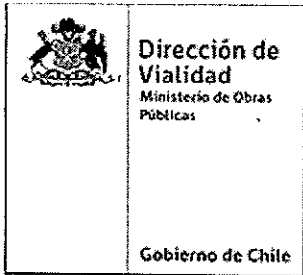 Dirección de
Vialidad
Ministerio de Obras
Públicas
Gobierno de Chile